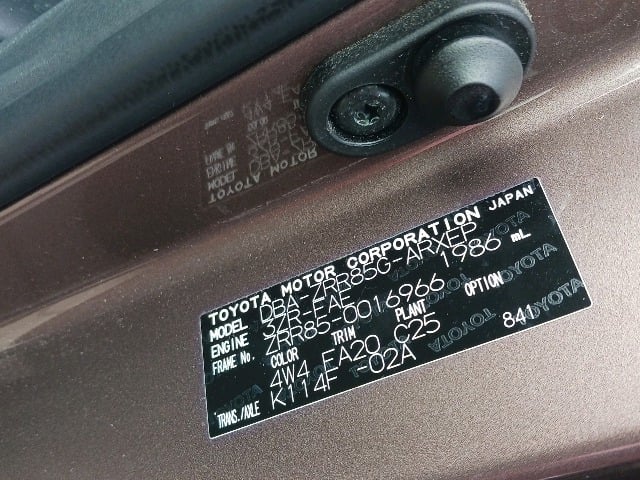 TOYOTA MOTOR CORPORATION JAPAN
MODEL DBA-ZRR85G-ARXEP
ENGINE 3ZR-FAE 1986 mL
FRAME No. ZRR85-0016966
COLOR TRIM PLANT OPTION
4W4 FA20 C25 841
TRANS./AXLE K114F -02A